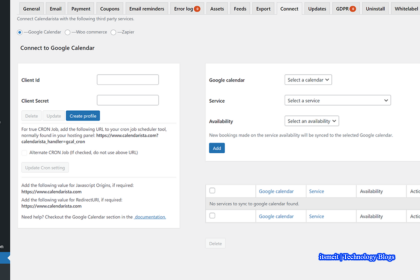 General Email Payment Coupons Email reminders Error log Assets Feeds Export Connect Updates GDPR Uninstall Whitelabel
Connect Calendarista with the following third party services.
—Google Calendar —Woo commerce —Zapier
Connect to Google Calendar
Client Id
Client Secret
Delete Update Create profile
For true CRON Job, add the following URL to your cron job scheduler tool,
normally found in your hosting panel: https://www.calendarista.com?
calendarista_handler=gcal_cron
Alternate CRON Job (if checked, do not use above URL)
Update Cron setting
Add the following value for Javascript Origins, if required:
https://www.calendarista.com
Add the following value for Redirect URI, if required:
https://www.calendarista.com
Need help? Checkout the Google Calendar section in the documentation.
Google calendar Select a calendar
Service Select a service
Availability Select an availability
New bookings made on the service availability will be synced to the selected Google calendar.
Add
Google calendar Service Availability
No services to sync to google calendar found.
Google calendar Service Availability
Delete
Technology Blogs